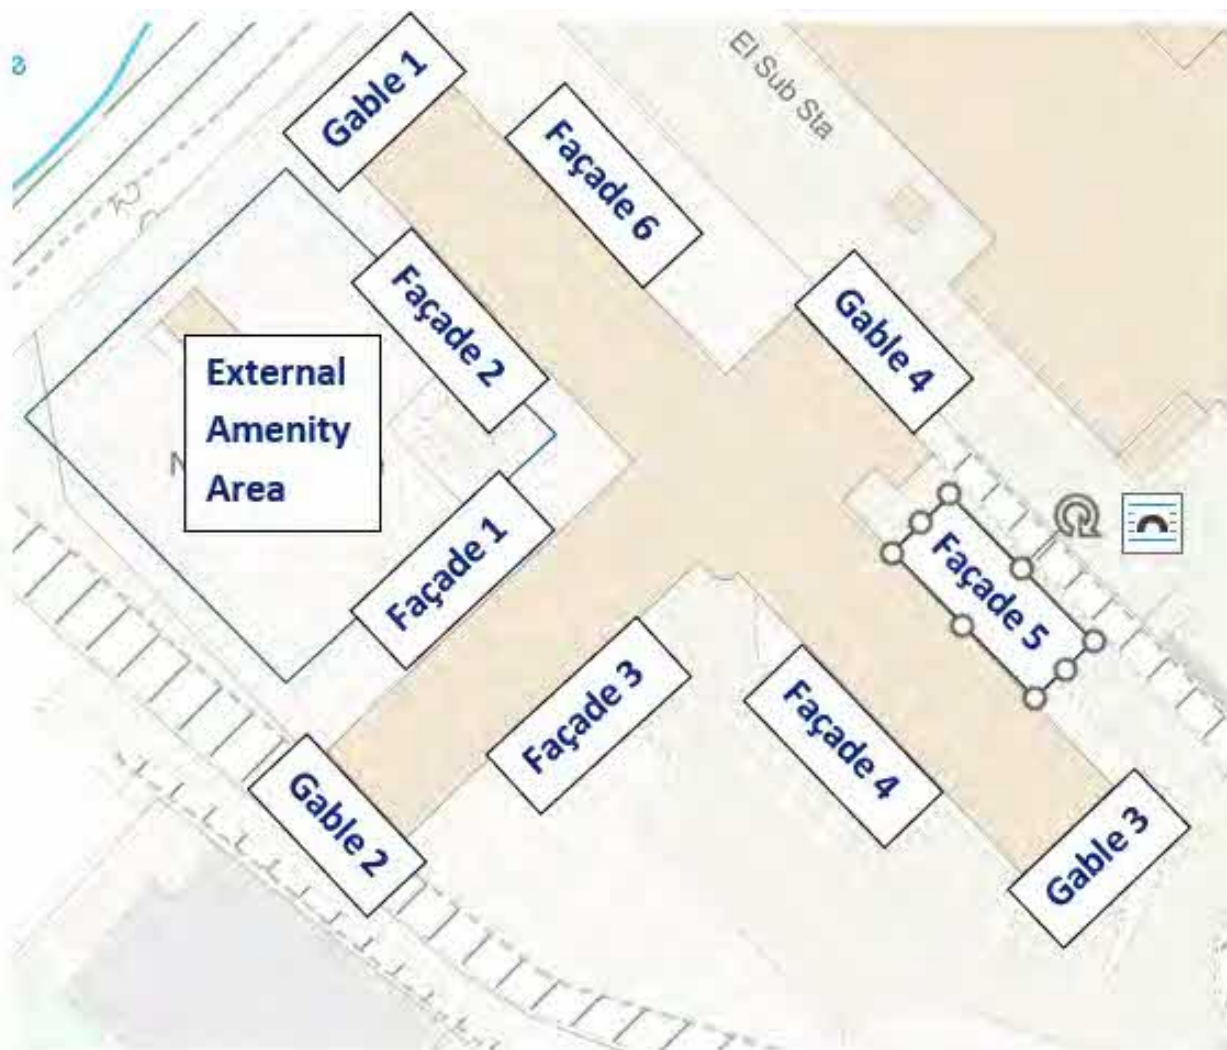 El Sub Sta
Gable 1
Façade 6
Façade 2
Gable 4
External
Amenity
Area
Façade 1
Façade 5
Façade 3
Façade 4
Gable 2
Gable 3